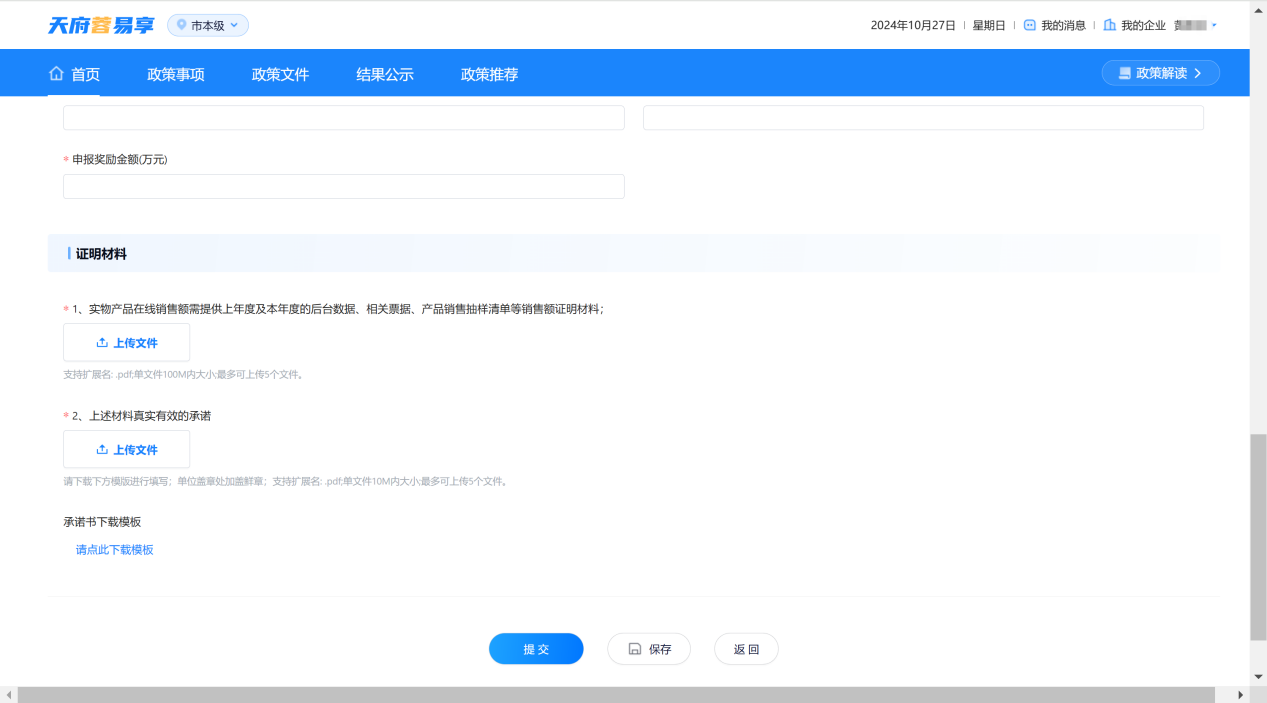 天府蓉易享 市本级 2024年10月27日 星期日 我的消息 我的企业
首页 政策事项 政策文件 结果公示 政策推荐 政策解读
* 申报奖励金额(万元)
证明材料
* 1、实物产品在线销售额需提供上年度及本年度的后台数据、相关票据、产品销售抽样清单等销售额证明材料；
上传文件
支持扩展名: .pdf;单文件100M内大小;最多可上传5个文件。
* 2、上述材料真实有效的承诺
上传文件
请下载下方模版进行填写；单位盖章处加盖鲜章；支持扩展名: .pdf;单文件10M内大小;最多可上传5个文件。
承诺书下载模板
请点此下载模板
提交 保存 返回